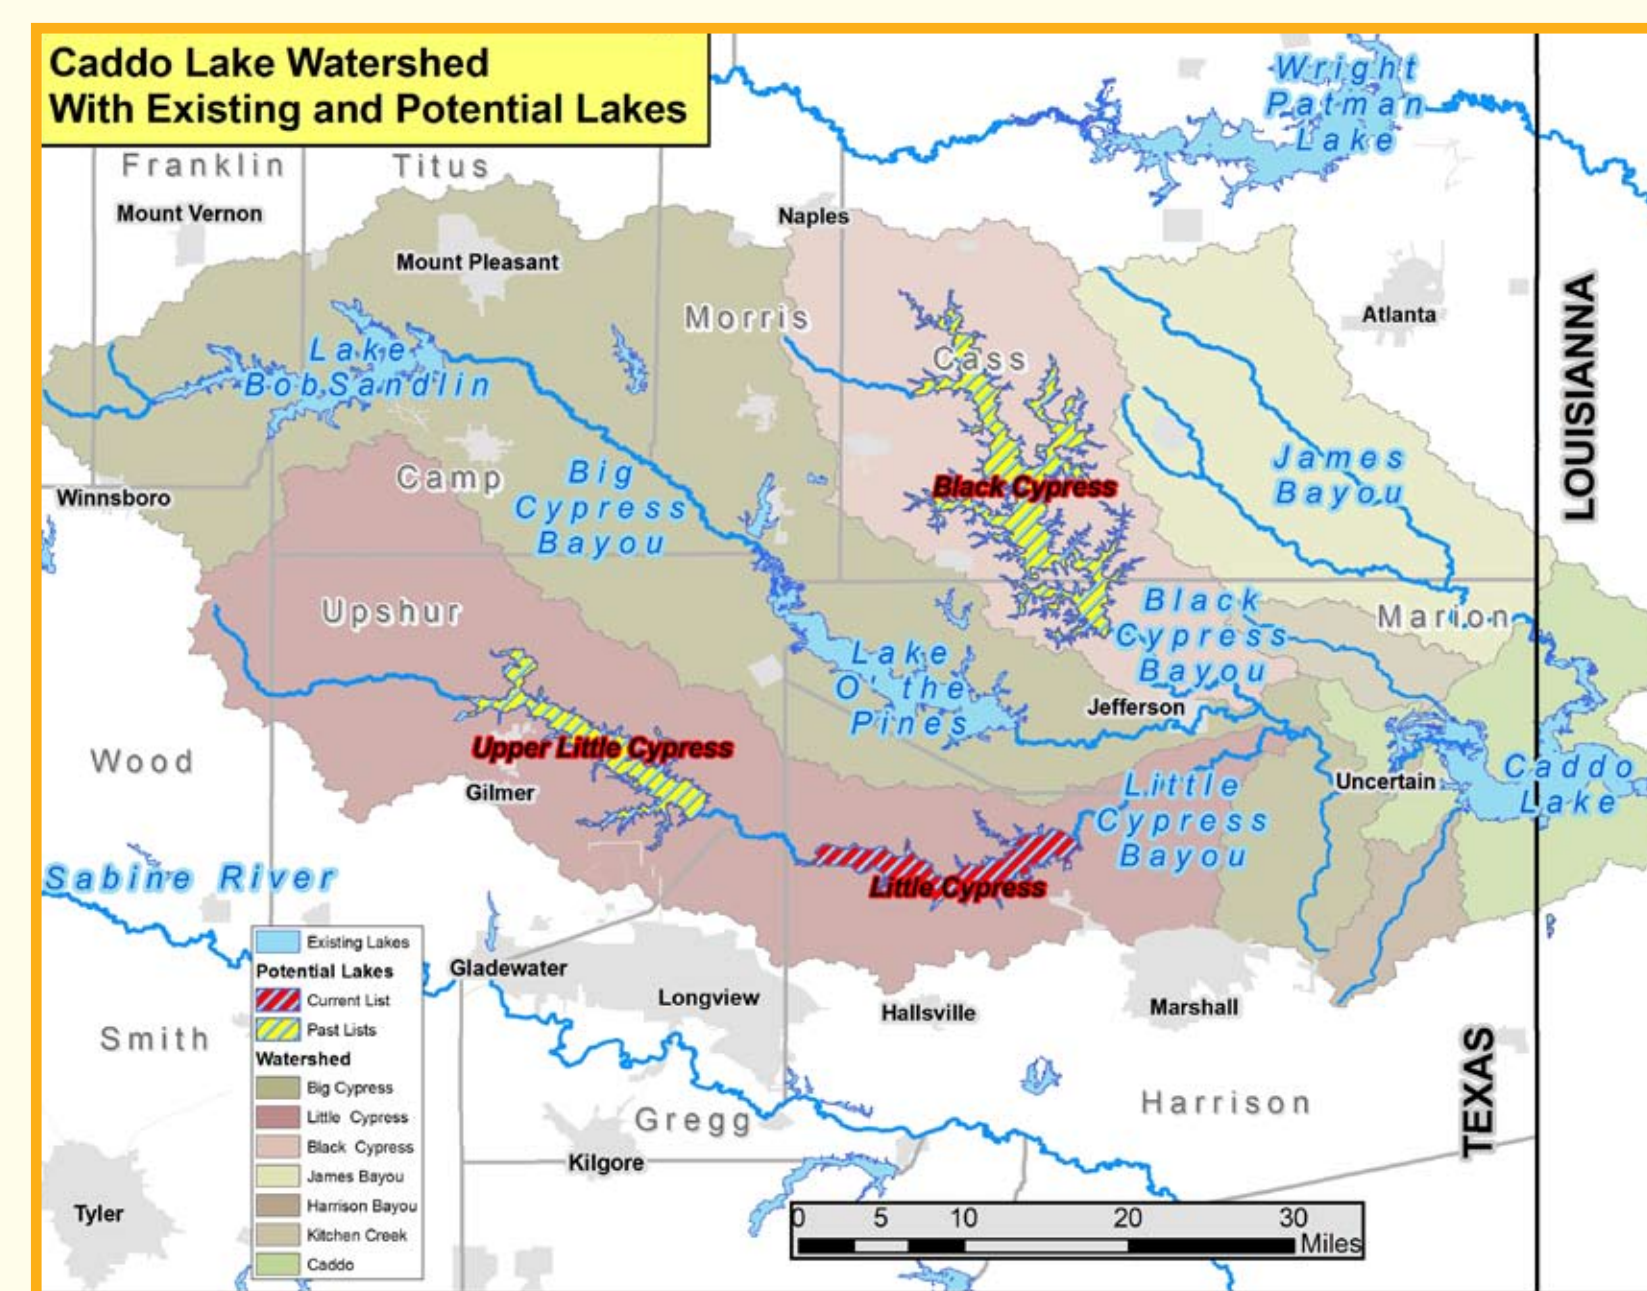 Caddo Lake Watershed
With Existing and Potential Lakes
Wright
Patman
Lake
Franklin
Titus
Mount Vernon
Naples
Mount Pleasant
Morris
Atlanta
LOUISIANNA
Lake
BobSandlin
Cass
Camp
Big
Cypress
Bayou
James
Bayou
Black Cypress
Winnsboro
Upshur
Black
Cypress
Bayou
Marion
Lake
O' the
Pines
Jefferson
Upper Little Cypress
Wood
Gilmer
Uncertain
Caddo
Lake
Little
Cypress
Bayou
Little Cypress
Sabine River
Gladewater
Longview
Hallsville
Marshall
Smith
TEXAS
Harrison
Gregg
Kilgore
Tyler
Existing Lakes
Potential Lakes
Current List
Past Lists
Watershed
Big Cypress
Little Cypress
Black Cypress
James Bayou
Harrison Bayou
Kitchen Creek
Caddo
0 5 10 20 30
Miles